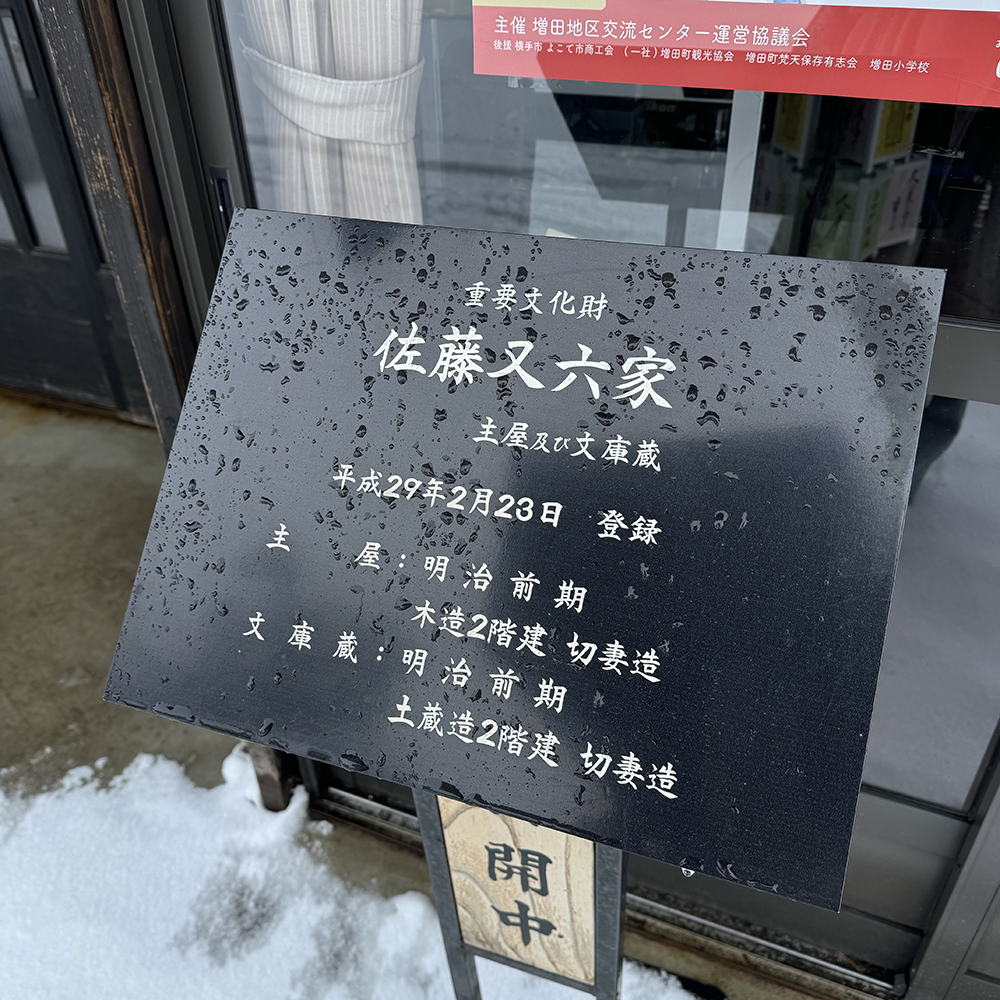 主催 増田地区交流センター運営協議会
後援 横手市 よこて市商工会 （一社）増田町観光協会 増田町梵天保存有志会 増田小学校
重要文化財
佐藤又六家
主屋及び文庫蔵
平成29年2月23日 登録
主 屋：明治前期
木造2階建 切妻造
文庫蔵：明治前期
土蔵造2階建 切妻造
開中